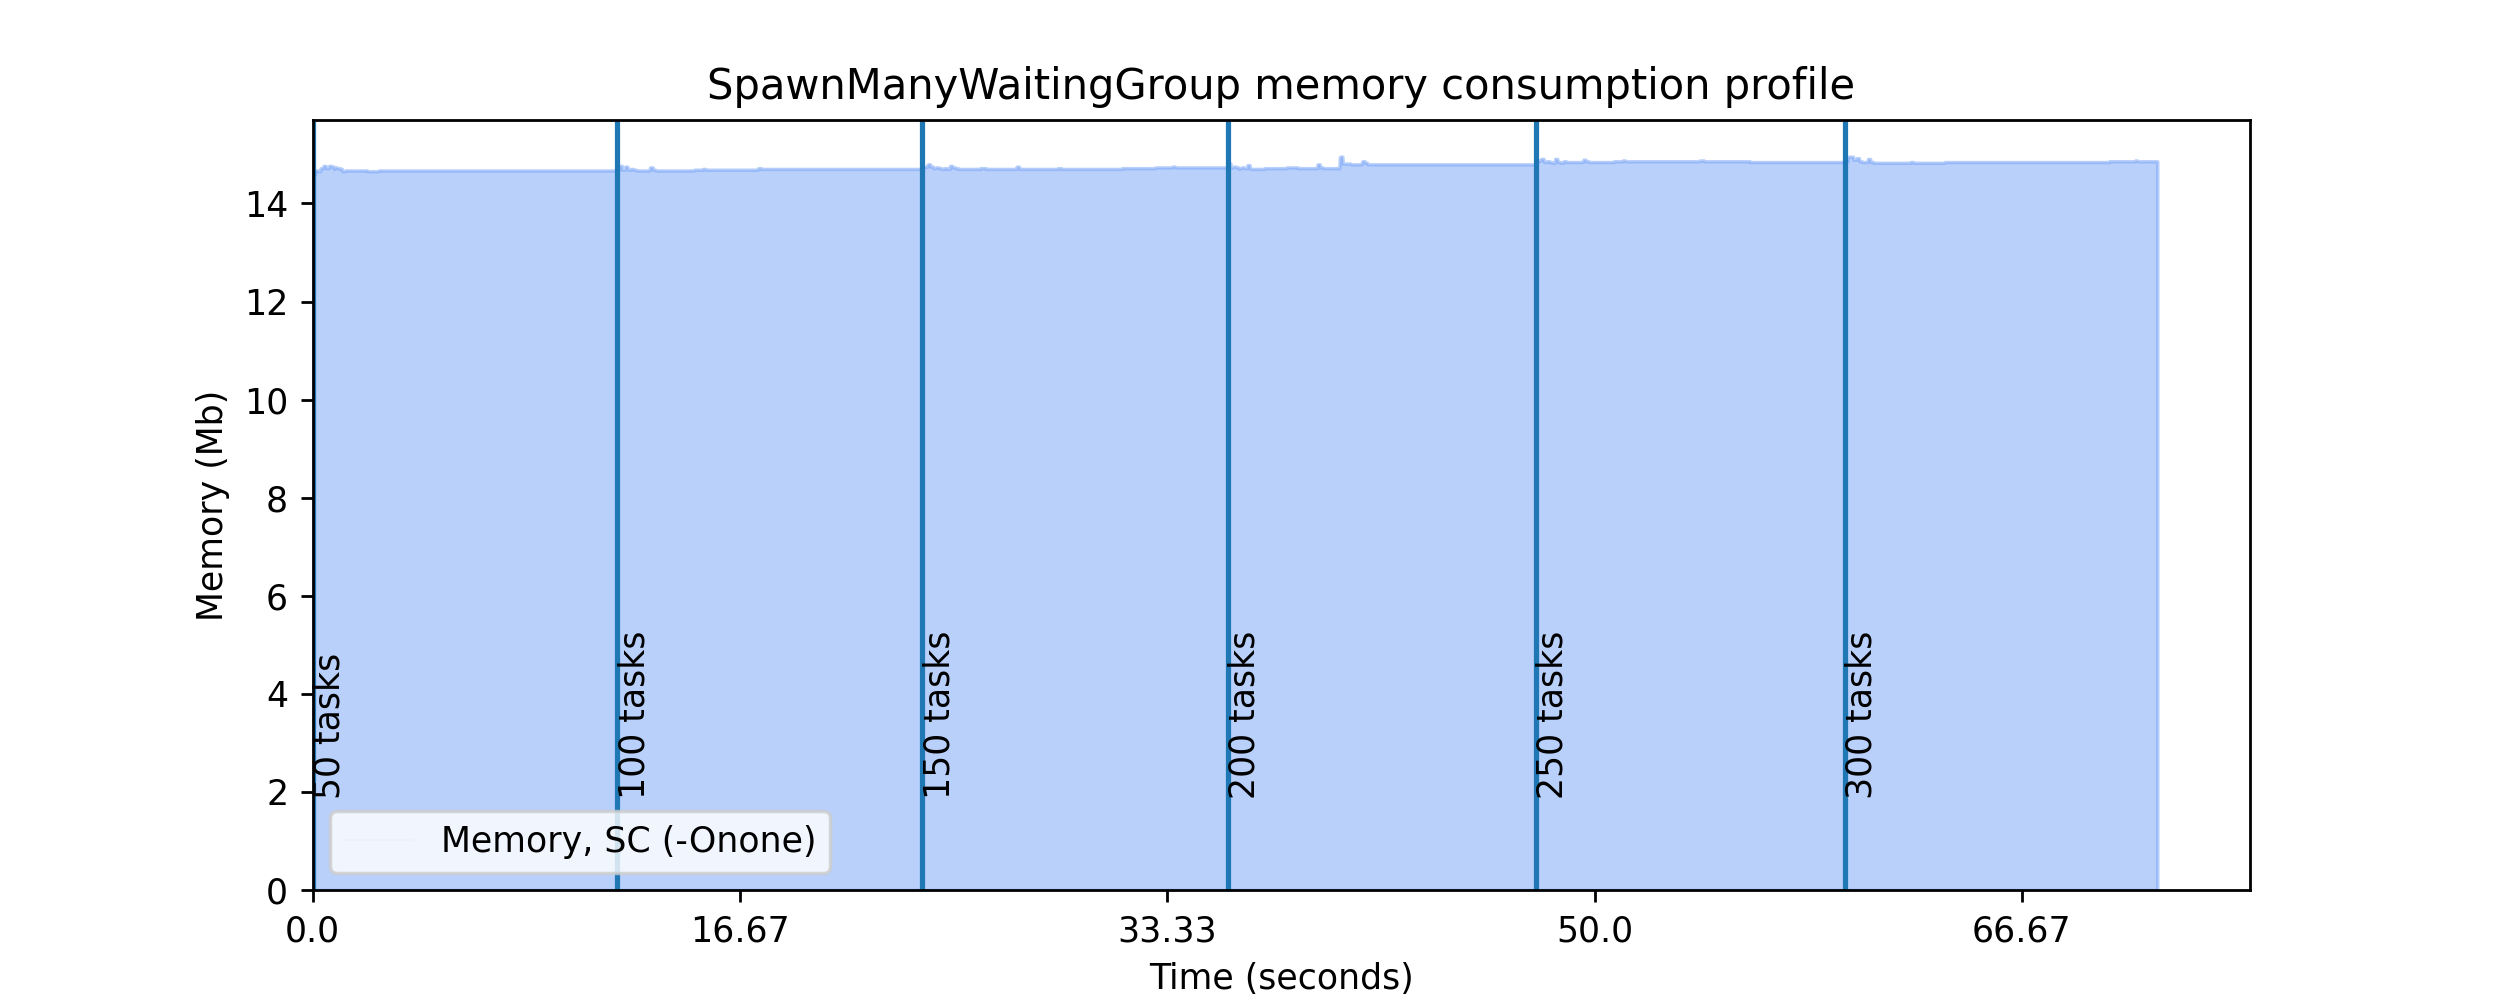 SpawnManyWaitingGroup memory consumption profile
Memory (Mb)
14
12
10
8
6
4
2
0
50 tasks
100 tasks
150 tasks
200 tasks
250 tasks
300 tasks
Memory, SC (-Onone)
0.0
16.67
33.33
50.0
66.67
Time (seconds)